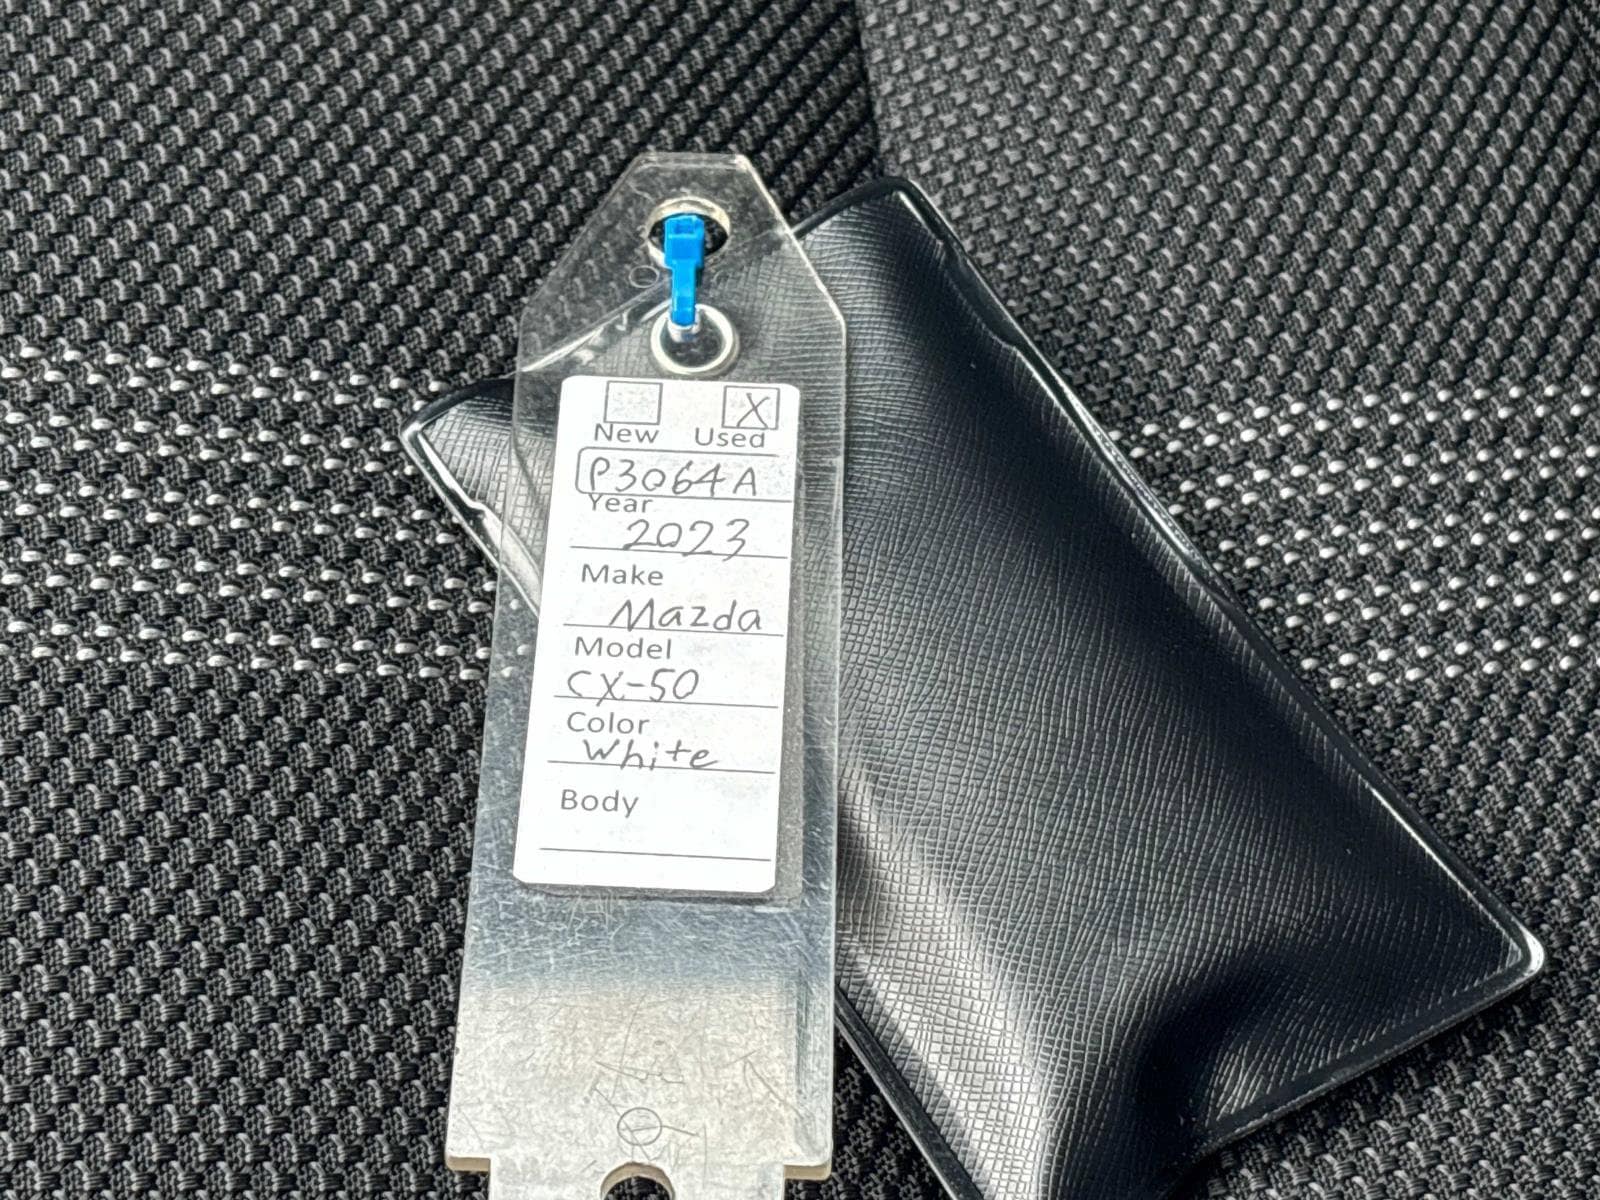 X
New Used
P3064A
Year
2023
Make
Mazda
Model
CX-50
Color
White
Body